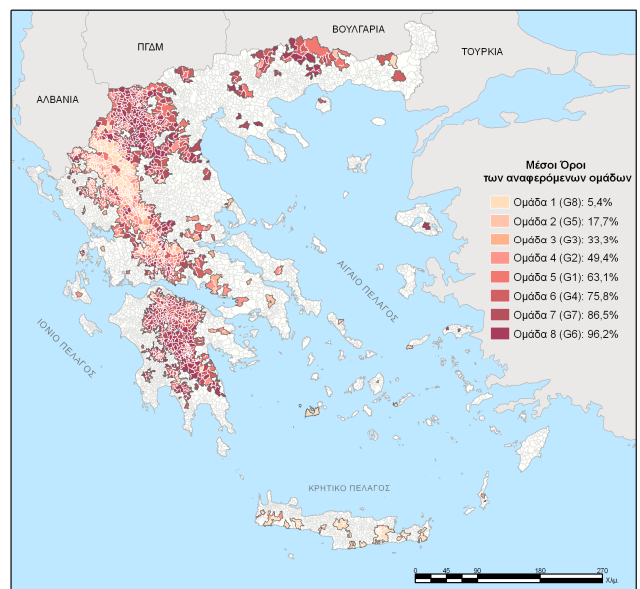 ΒΟΥΛΓΑΡΙΑ
ΠΓΔΜ
ΤΟΥΡΚΙΑ
ΑΛΒΑΝΙΑ
Μέσοι Όροι
των αναφερόμενων ομάδων
Ομάδα 1 (G8): 5,4%
Ομάδα 2 (G5): 17,7%
Ομάδα 3 (G3): 33,3%
Ομάδα 4 (G2): 49,4%
Ομάδα 5 (G1): 63,1%
Ομάδα 6 (G4): 75,8%
Ομάδα 7 (G7): 86,5%
Ομάδα 8 (G6): 96,2%
ΑΙΓΑΙΟ ΠΕΛΑΓΟΣ
ΙΟΝΙΟ ΠΕΛΑΓΟΣ
ΚΡΗΤΙΚΟ ΠΕΛΑΓΟΣ
0 45 90 180 270
Χλμ.